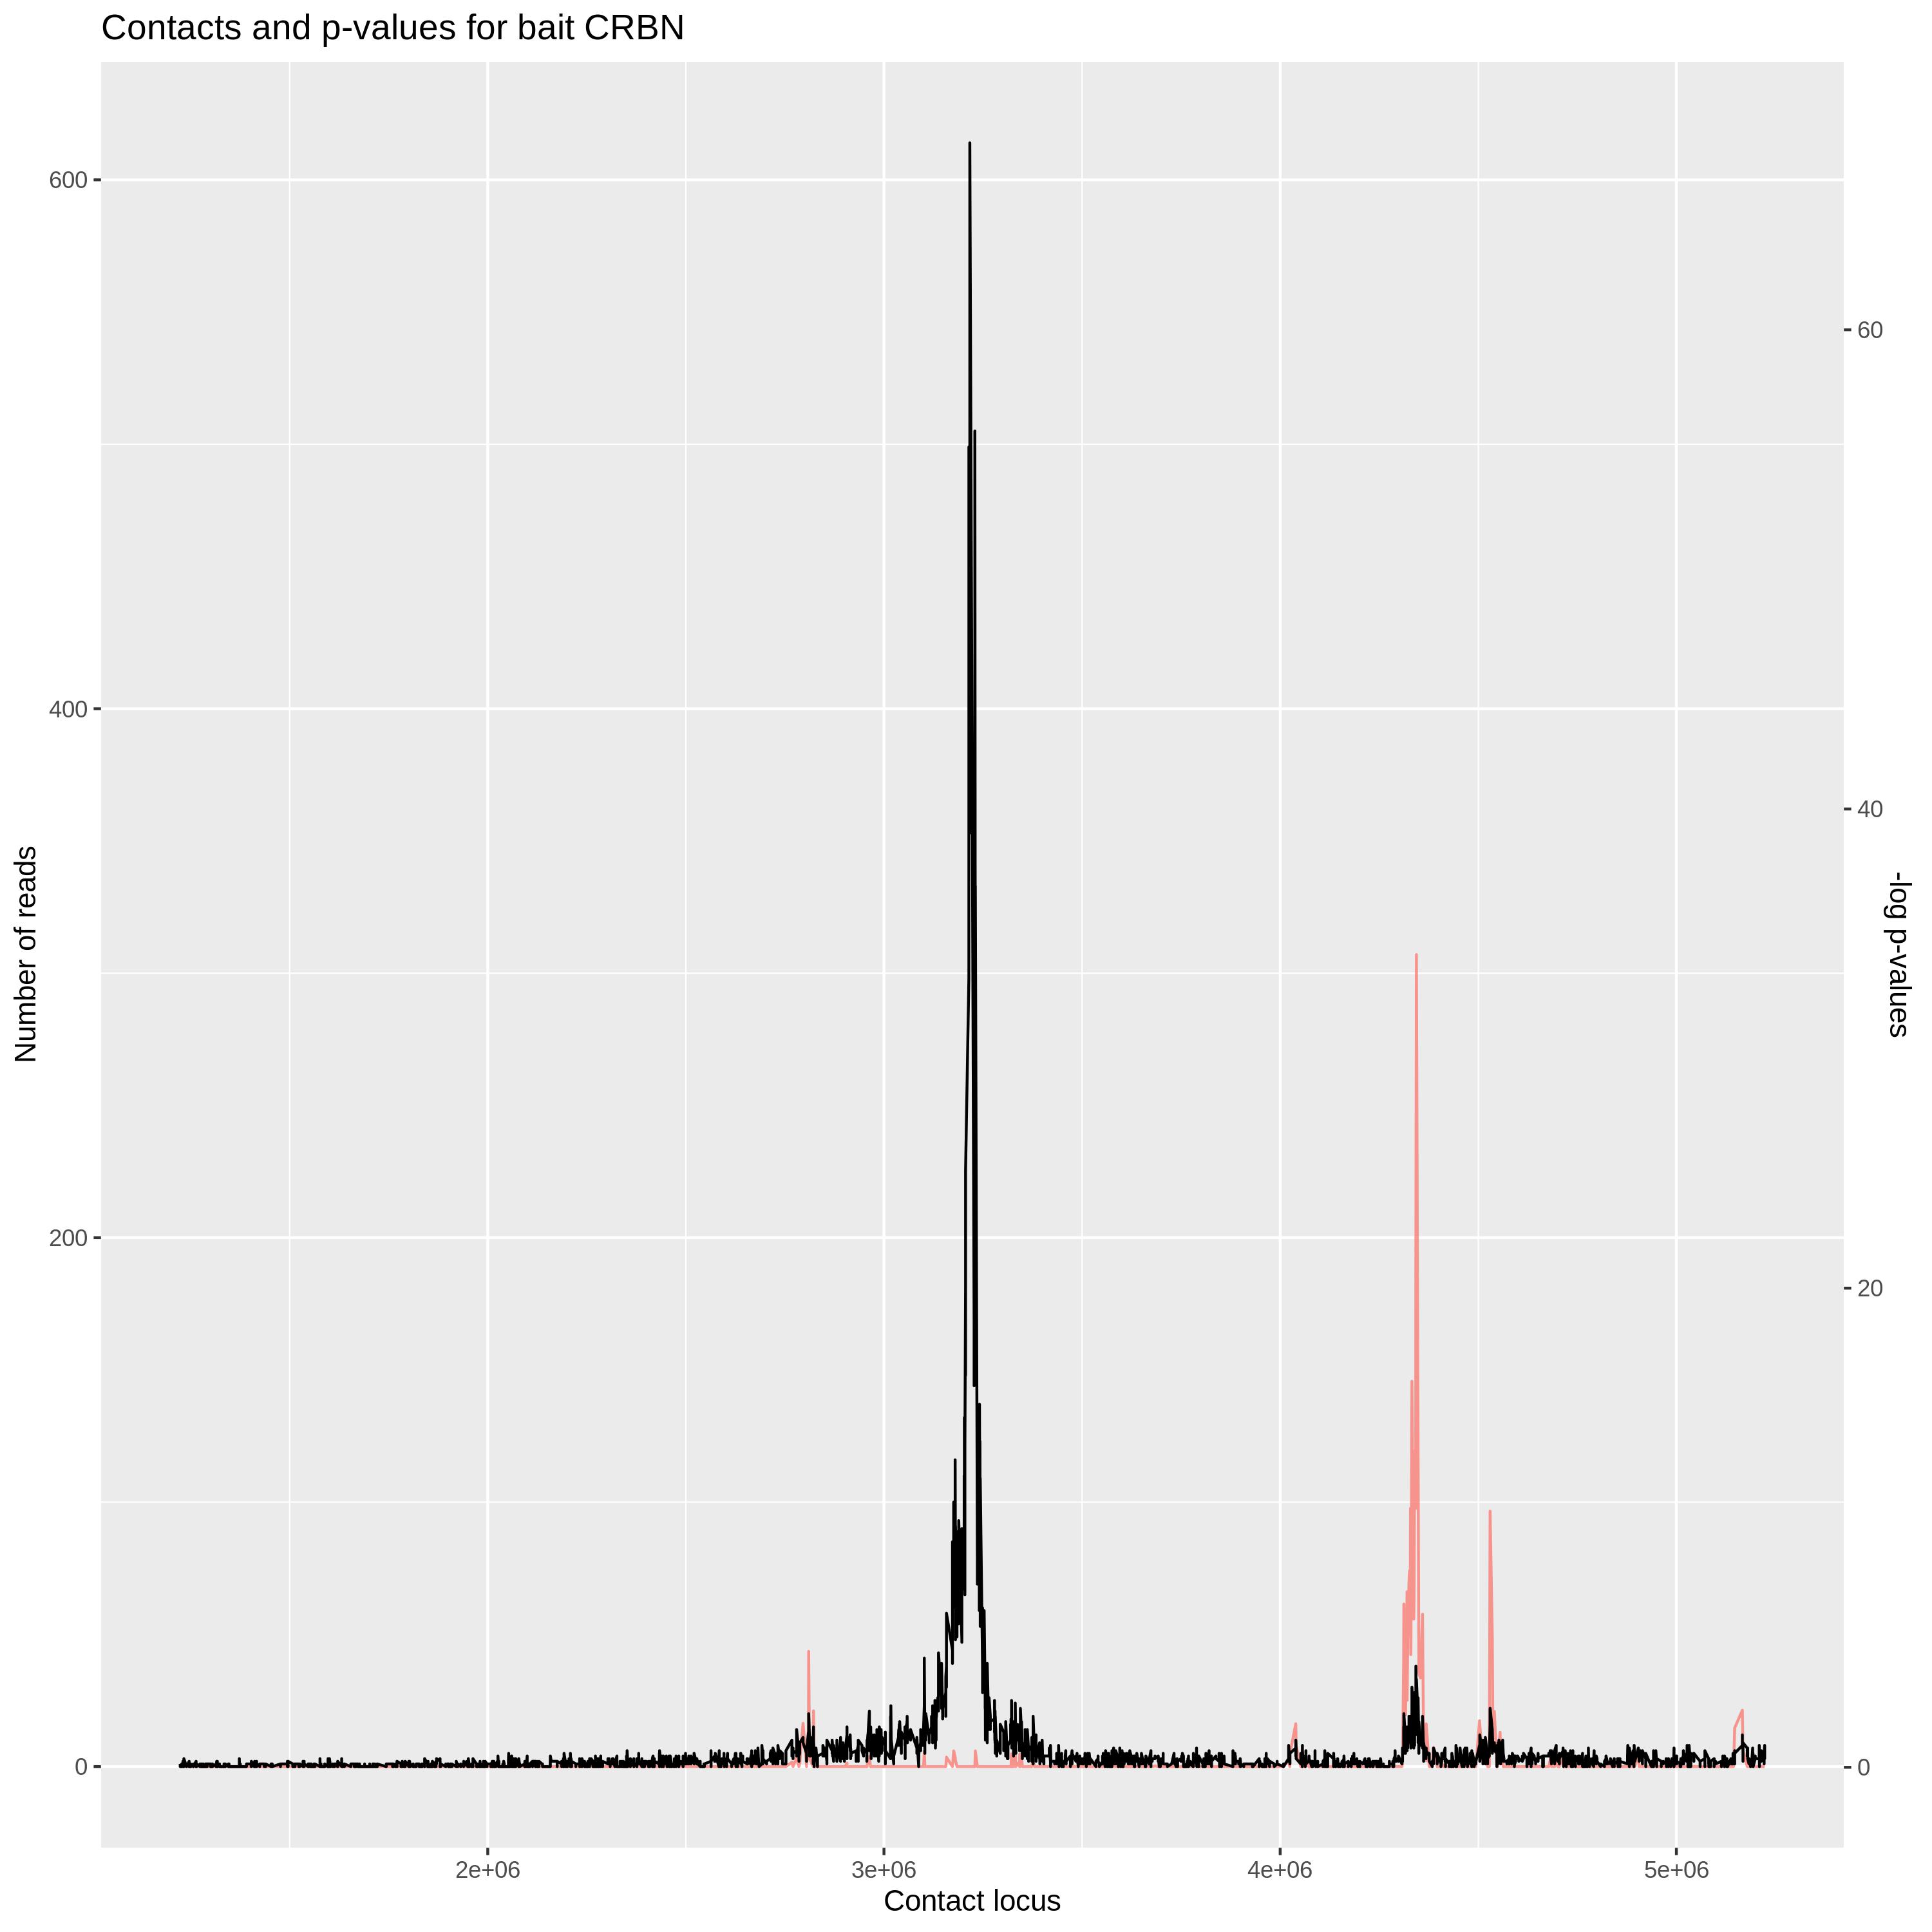 Contacts and p-values for bait CRBN
600
400
200
0
60
40
20
0
Number of reads
-log p-values
2e+06
3e+06
4e+06
5e+06
Contact locus